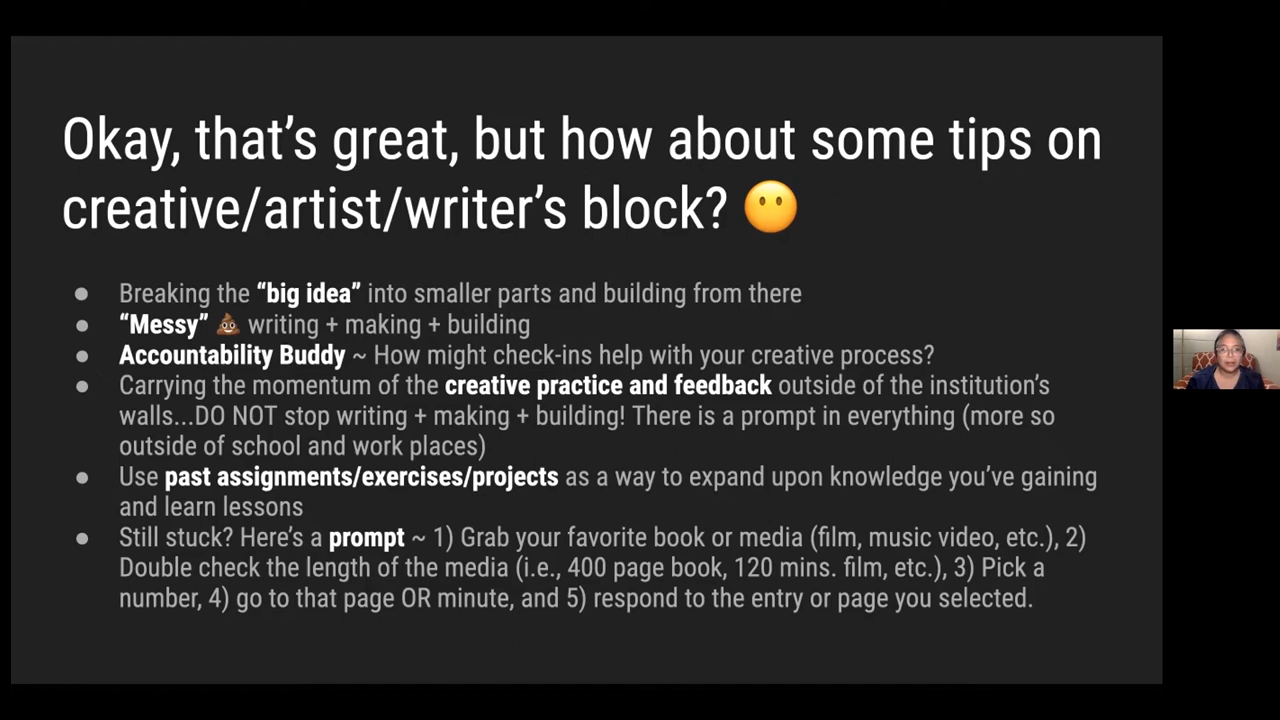 Okay, that’s great, but how about some tips on
creative/artist/writer’s block? 😶
● Breaking the “big idea” into smaller parts and building from there
● “Messy” 💩 writing + making + building
● Accountability Buddy ~ How might check-ins help with your creative process?
● Carrying the momentum of the creative practice and feedback outside of the institution’s
walls...DO NOT stop writing + making + building! There is a prompt in everything (more so
outside of school and work places)
● Use past assignments/exercises/projects as a way to expand upon knowledge you’ve gaining
and learn lessons
● Still stuck? Here’s a prompt ~ 1) Grab your favorite book or media (film, music video, etc.), 2)
Double check the length of the media (i.e., 400 page book, 120 mins. film, etc.), 3) Pick a
number, 4) go to that page OR minute, and 5) respond to the entry or page you selected.